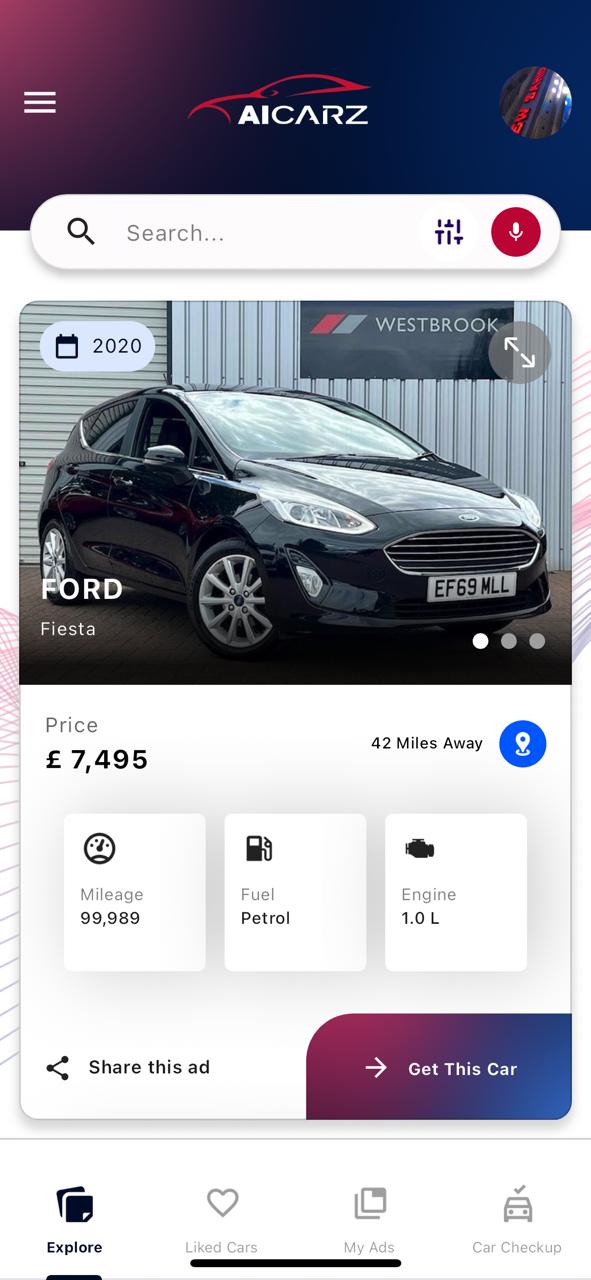 AICARZ
Search...
2020
WESTBROOK
EF69 MLL
FORD
Fiesta
Price
£ 7,495
42 Miles Away
Mileage
99,989
Fuel
Petrol
Engine
1.0 L
Share this ad
Get This Car
Explore
Liked Cars
My Ads
Car Checkup